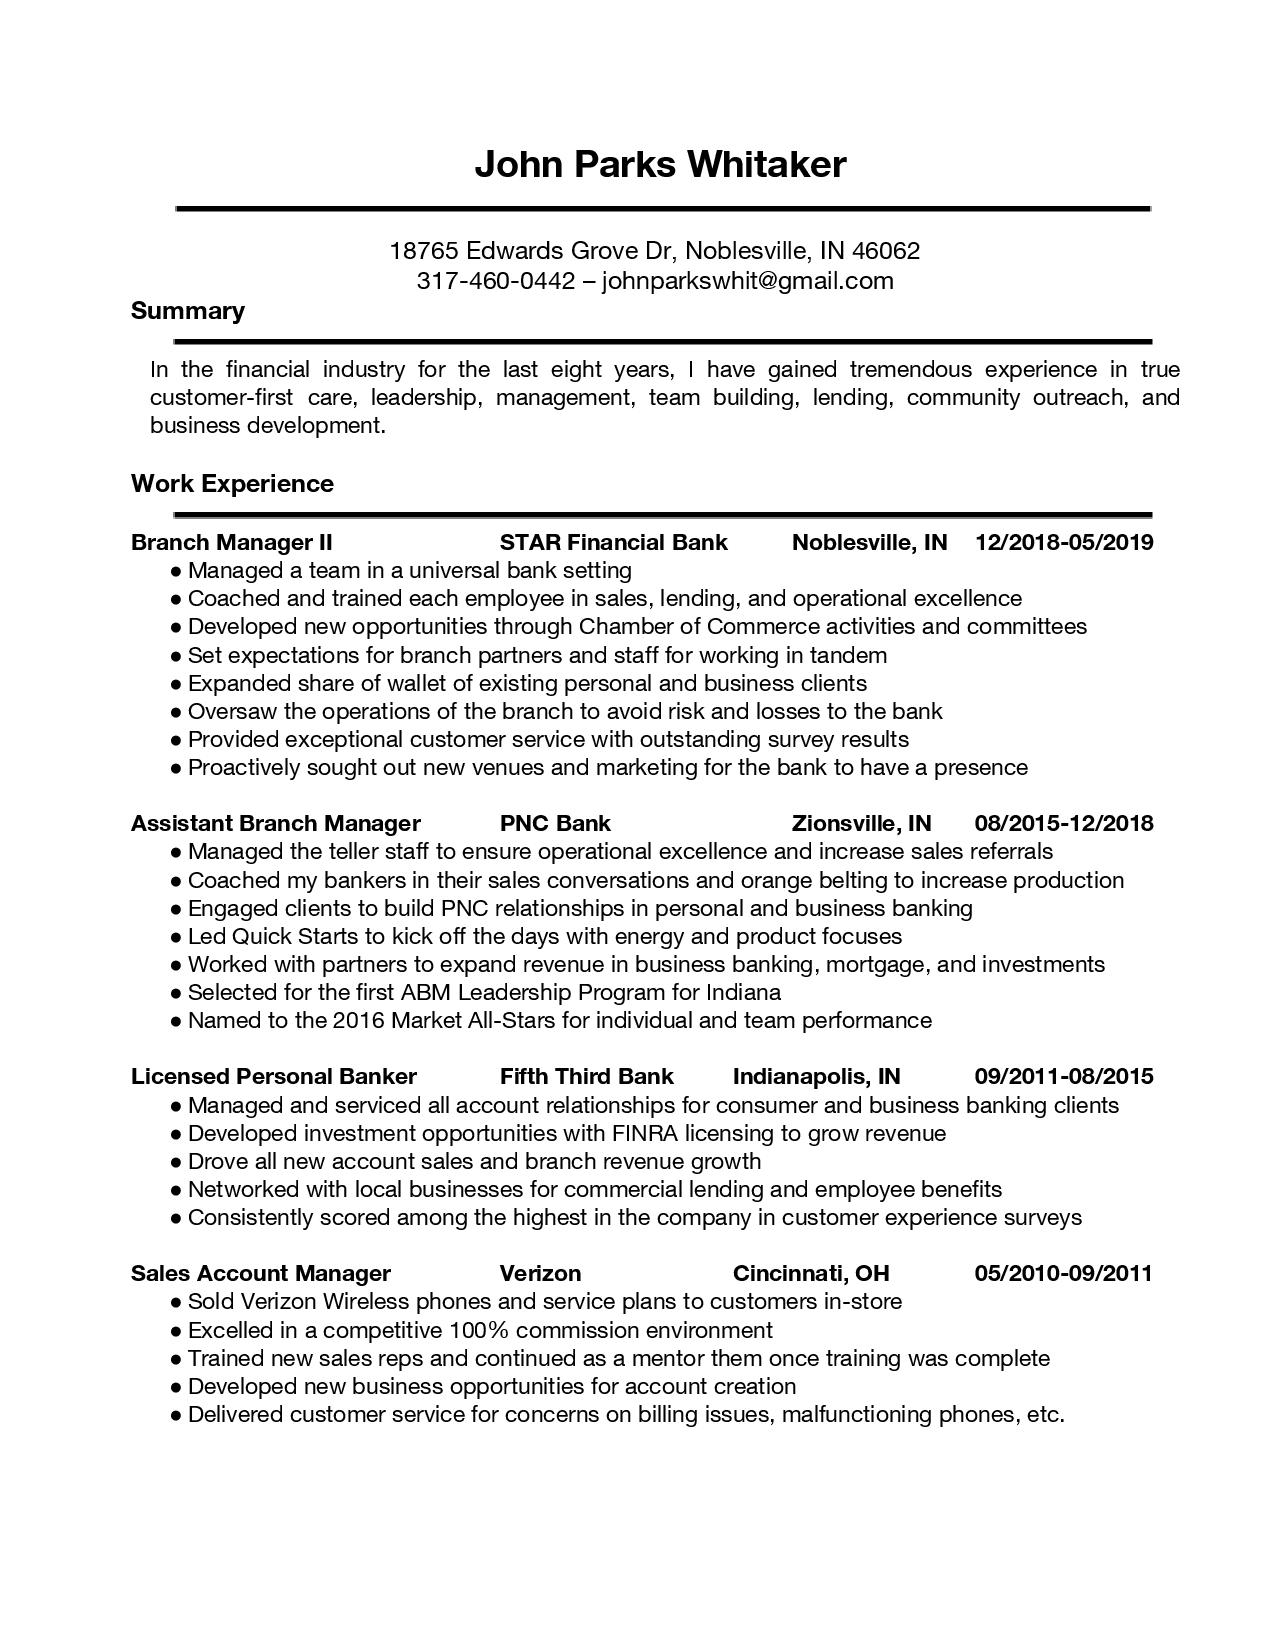 John Parks Whitaker
18765 Edwards Grove Dr, Noblesville, IN 46062
317-460-0442 – johnparkswhit@gmail.com
Summary
In the financial industry for the last eight years, I have gained tremendous experience in true
customer-first care, leadership, management, team building, lending, community outreach, and
business development.
Work Experience
Branch Manager II STAR Financial Bank Noblesville, IN 12/2018-05/2019
● Managed a team in a universal bank setting
● Coached and trained each employee in sales, lending, and operational excellence
● Developed new opportunities through Chamber of Commerce activities and committees
● Set expectations for branch partners and staff for working in tandem
● Expanded share of wallet of existing personal and business clients
● Oversaw the operations of the branch to avoid risk and losses to the bank
● Provided exceptional customer service with outstanding survey results
● Proactively sought out new venues and marketing for the bank to have a presence
Assistant Branch Manager PNC Bank Zionsville, IN 08/2015-12/2018
● Managed the teller staff to ensure operational excellence and increase sales referrals
● Coached my bankers in their sales conversations and orange belting to increase production
● Engaged clients to build PNC relationships in personal and business banking
● Led Quick Starts to kick off the days with energy and product focuses
● Worked with partners to expand revenue in business banking, mortgage, and investments
● Selected for the first ABM Leadership Program for Indiana
● Named to the 2016 Market All-Stars for individual and team performance
Licensed Personal Banker Fifth Third Bank Indianapolis, IN 09/2011-08/2015
● Managed and serviced all account relationships for consumer and business banking clients
● Developed investment opportunities with FINRA licensing to grow revenue
● Drove all new account sales and branch revenue growth
● Networked with local businesses for commercial lending and employee benefits
● Consistently scored among the highest in the company in customer experience surveys
Sales Account Manager Verizon Cincinnati, OH 05/2010-09/2011
● Sold Verizon Wireless phones and service plans to customers in-store
● Excelled in a competitive 100% commission environment
● Trained new sales reps and continued as a mentor them once training was complete
● Developed new business opportunities for account creation
● Delivered customer service for concerns on billing issues, malfunctioning phones, etc.